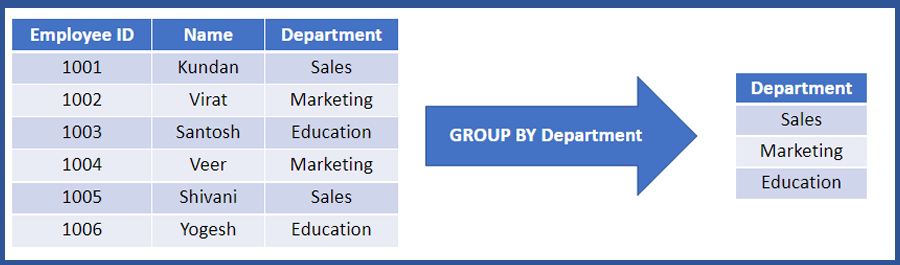 Employee ID Name Department
1001 Kundan Sales
1002 Virat Marketing
1003 Santosh Education
1004 Veer Marketing
1005 Shivani Sales
1006 Yogesh Education
GROUP BY Department
Department
Sales
Marketing
Education